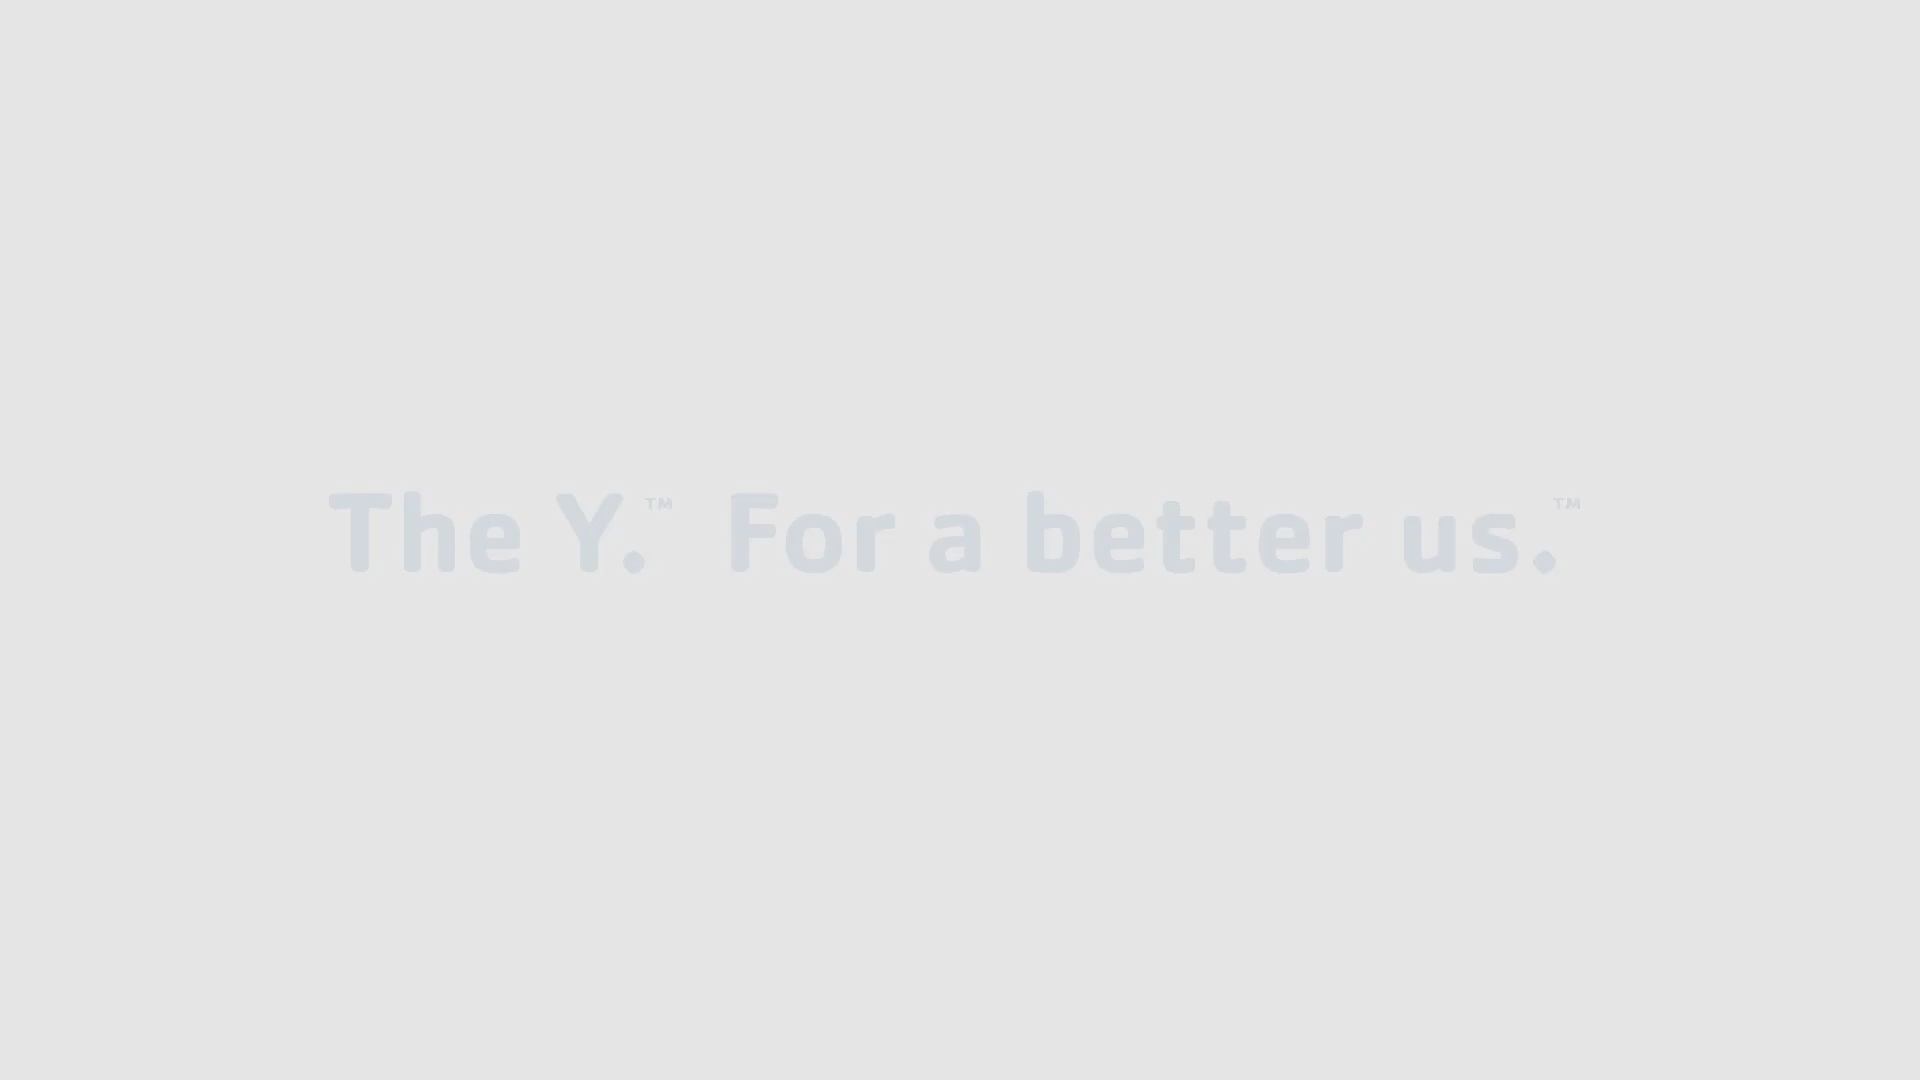 The Y.™ For a better us.™